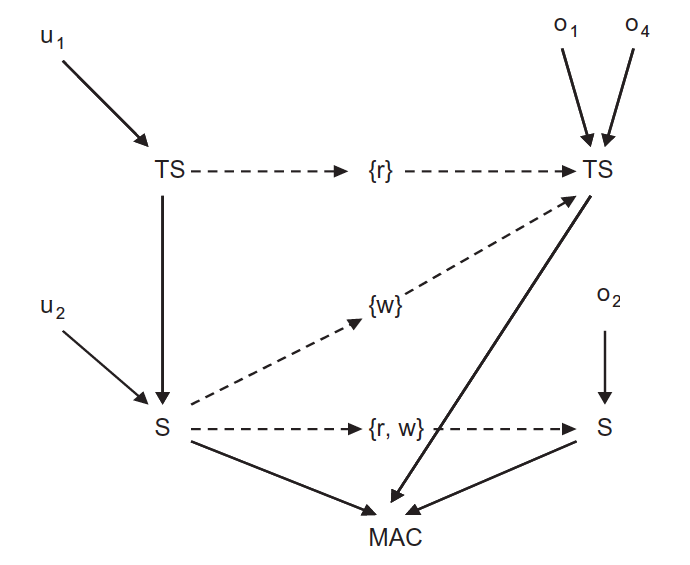 u1
o1 o4
TS {r} TS
u2 {w} o2
S {r, w} S
MAC